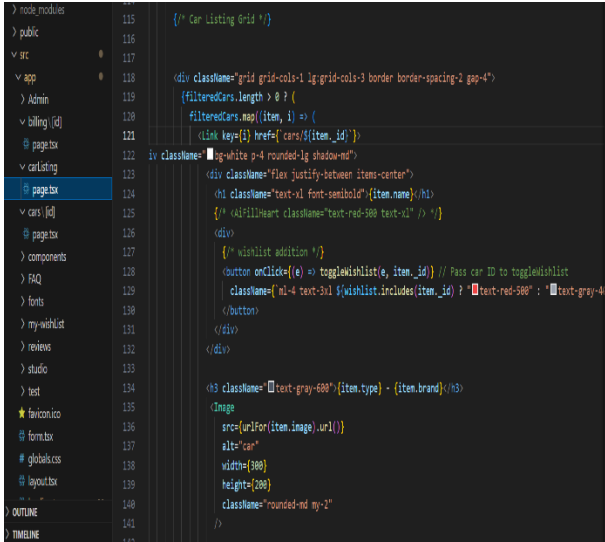 node_modules
public
src
app
Admin
billing\[id]
page.tsx
carListing
page.tsx
cars\[id]
page.tsx
components
FAQ
fonts
my-wishList
reviews
studio
test
favicon.ico
form.tsx
globals.css
layout.tsx
OUTLINE
TIMELINE
115 {/* Car Listing Grid */}
116
117
118 <div className="grid grid-cols-1 lg:grid-cols-3 border border-spacing-2 gap-4">
119 {filteredCars.length > 0 ? (
120 filteredCars.map((item, i) => (
121 <Link key={i} href={`cars/${item._id}`}>
122 iv className="bg-white p-4 rounded-lg shadow-md">
123 <div className="flex justify-between items-center">
124 <h1 className="text-xl font-semibold">{item.name}</h1>
125 {/* <AiFillHeart className="text-red-500 text-xl" /> */}
126 <div>
127 {/* wishlist addition */}
128 <button onClick={(e) => toggleWishlist(e, item._id)} // Pass car ID to toggleWishlist
129 className={`ml-4 text-3xl ${wishlist.includes(item._id) ? "text-red-500" : "text-gray-4
130 </button>
131 </div>
132 </div>
133
134 <h3 className="text-gray-600">{item.type} - {item.brand}</h3>
135 <Image
136 src={urlFor(item.image).url()}
137 alt="car"
138 width={300}
139 height={200}
140 className="rounded-md my-2"
141 />